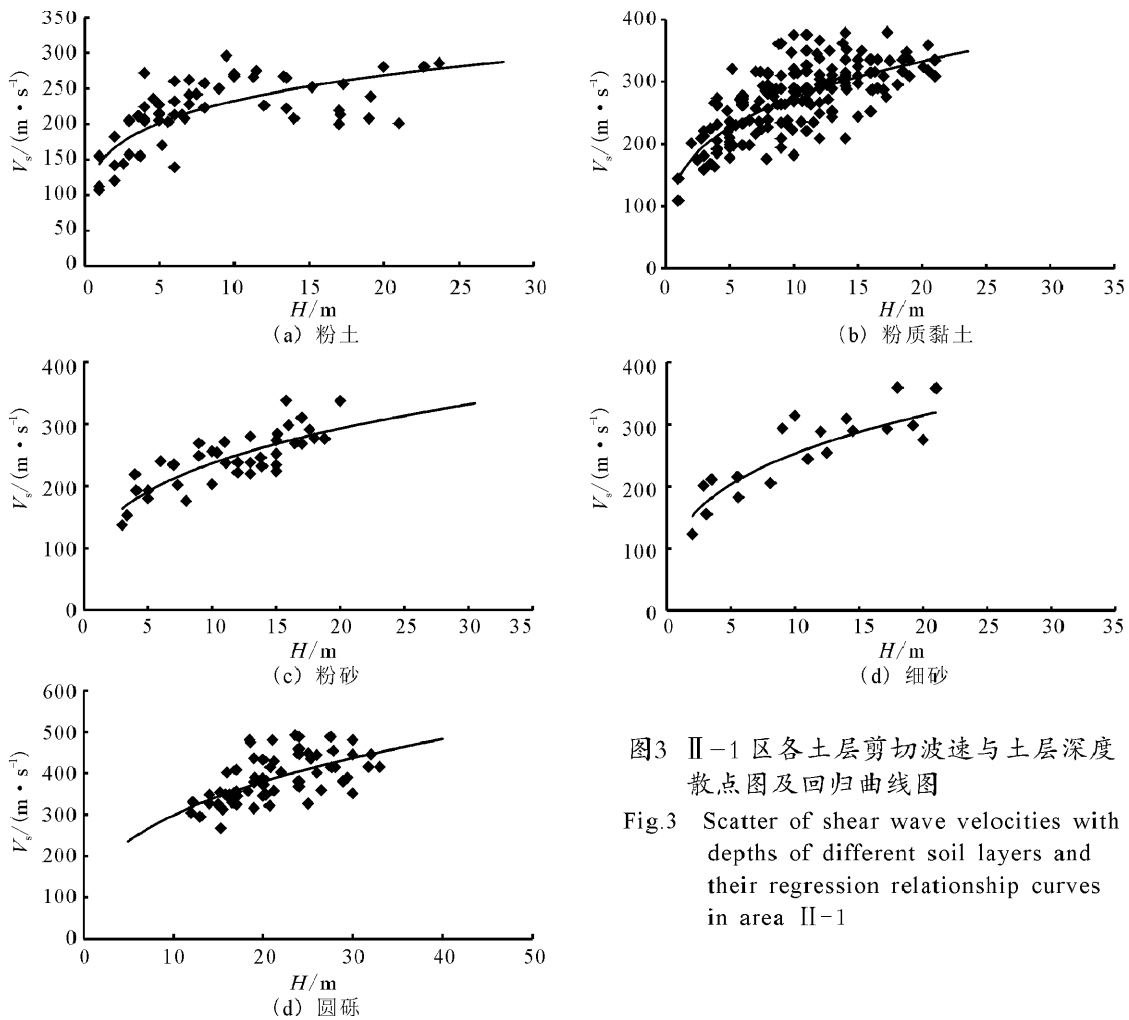 350
300
250
200
150
100
50
0
V_s/(m·s⁻¹)
0 5 10 15 20 25 30
H/m
(a) 粉土
400
300
200
100
0
V_s/(m·s⁻¹)
0 5 10 15 20 25 30 35
H/m
(b) 粉质黏土
400
300
200
100
0
V_s/(m·s⁻¹)
0 5 10 15 20 25 30 35
H/m
(c) 粉砂
400
300
200
100
0
V_s/(m·s⁻¹)
0 5 10 15 20 25 30 35
H/m
(d) 细砂
600
500
400
300
200
100
0
V_s/(m·s⁻¹)
0 10 20 30 40 50
H/m
(d) 圆砾
图3 Ⅱ-1区各土层剪切波速与土层深度
散点图及回归曲线图
Fig.3 Scatter of shear wave velocities with
depths of different soil layers and
their regression relationship curves
in area Ⅱ-1